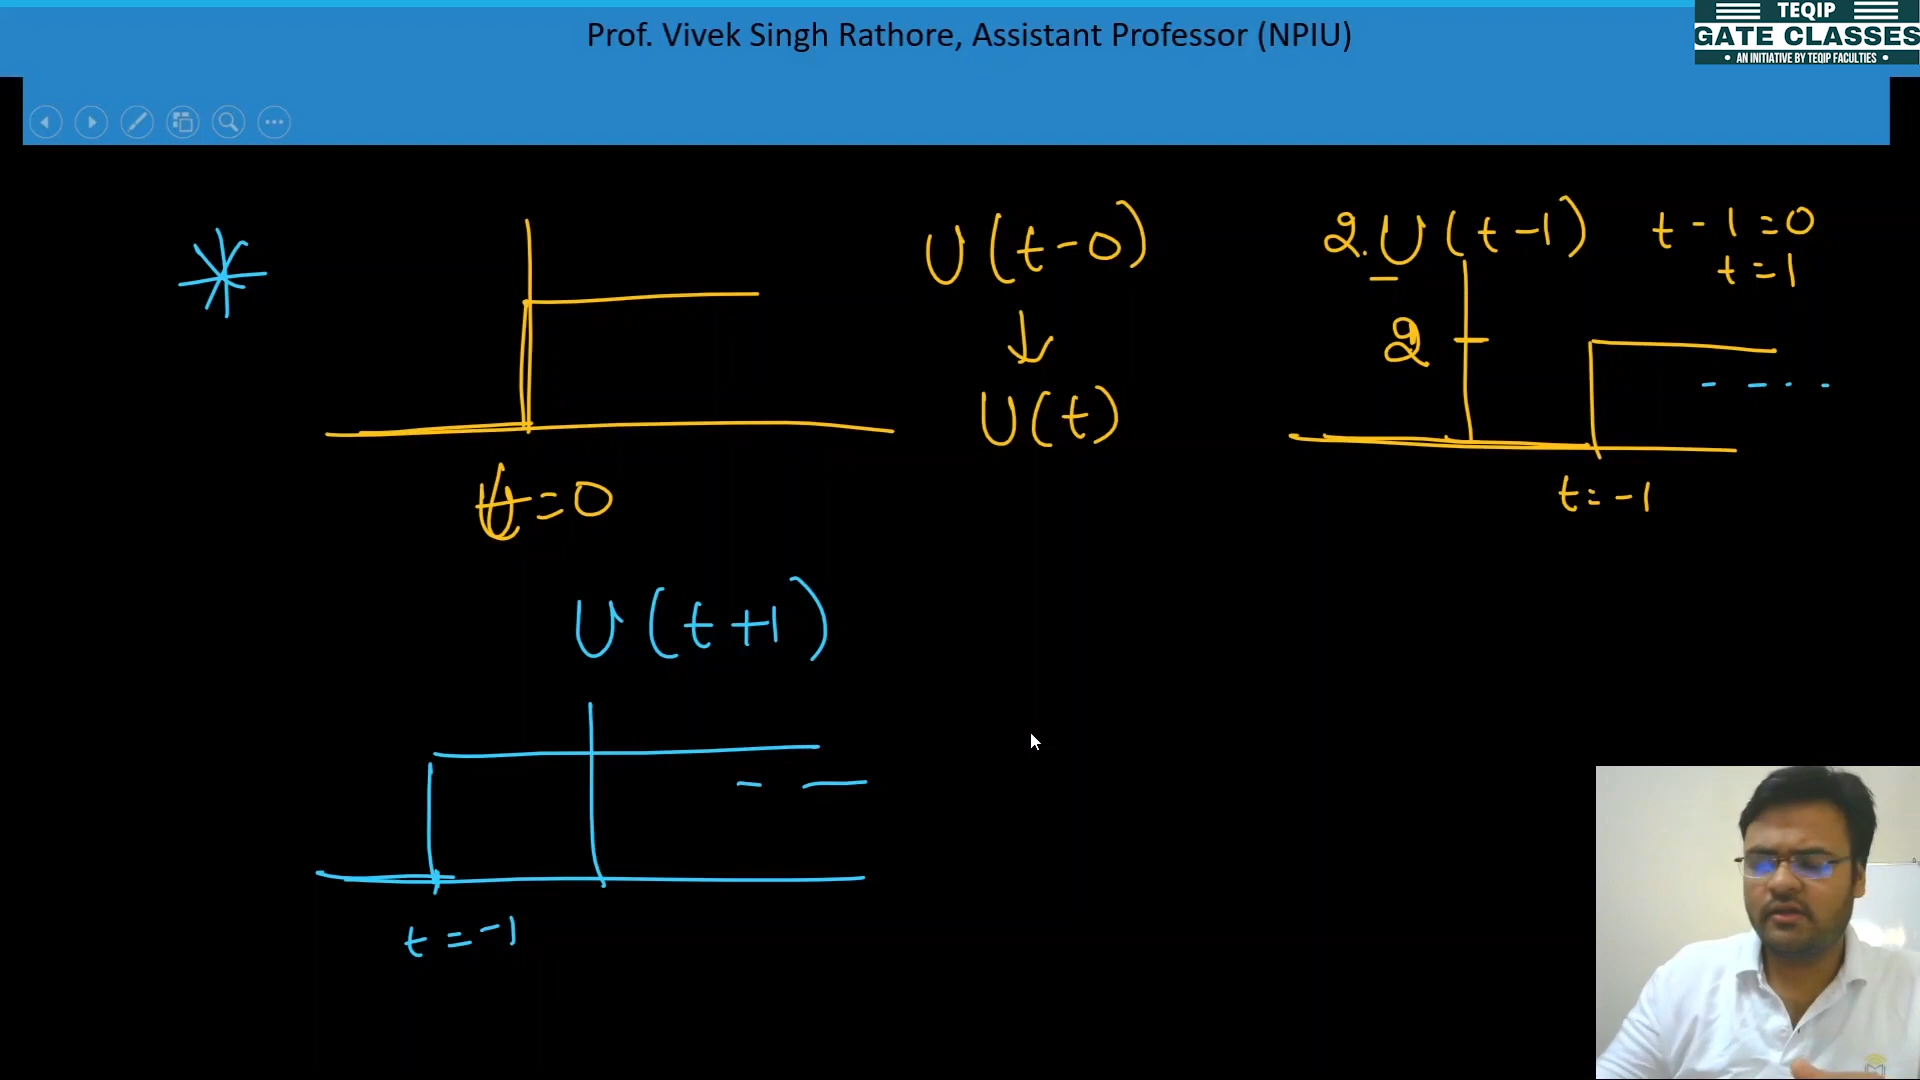 Prof. Vivek Singh Rathore, Assistant Professor (NPIU)
TEQIP
GATE CLASSES
• AN INITIATIVE BY TEQIP FACULTIES •
U(t-0)
↓
U(t)
t=0
2.U(t-1)
t-1=0
t=1
2
t=-1
U(t+1)
t=-1